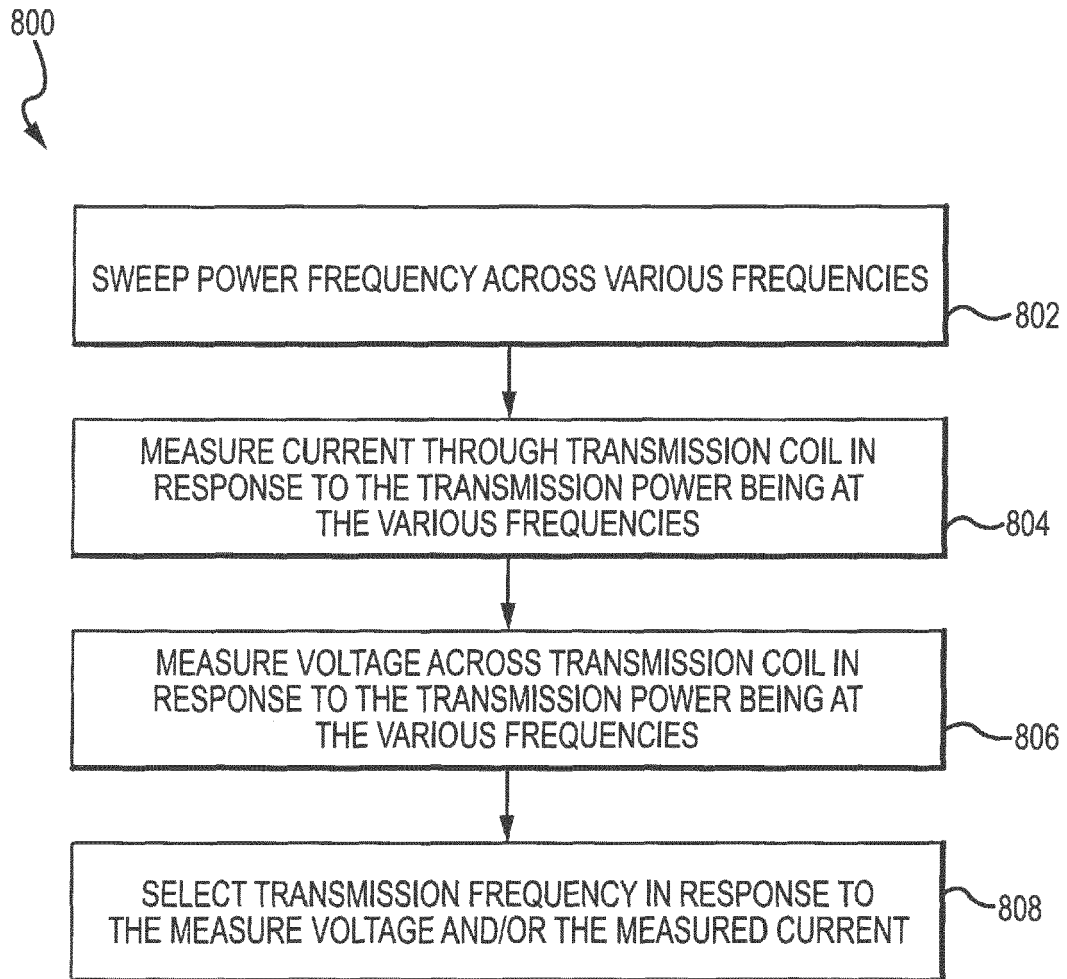 800
SWEEP POWER FREQUENCY ACROSS VARIOUS FREQUENCIES
802
MEASURE CURRENT THROUGH TRANSMISSION COIL IN
RESPONSE TO THE TRANSMISSION POWER BEING AT
THE VARIOUS FREQUENCIES
804
MEASURE VOLTAGE ACROSS TRANSMISSION COIL IN
RESPONSE TO THE TRANSMISSION POWER BEING AT
THE VARIOUS FREQUENCIES
806
SELECT TRANSMISSION FREQUENCY IN RESPONSE TO
THE MEASURE VOLTAGE AND/OR THE MEASURED CURRENT
808